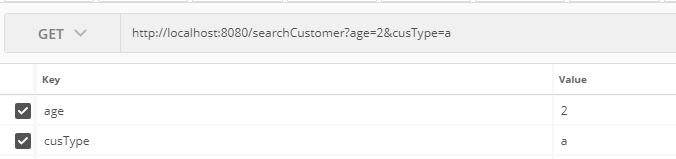 GET http://localhost:8080/searchCustomer?age=2&cusType=a
Key Value
age 2
cusType a